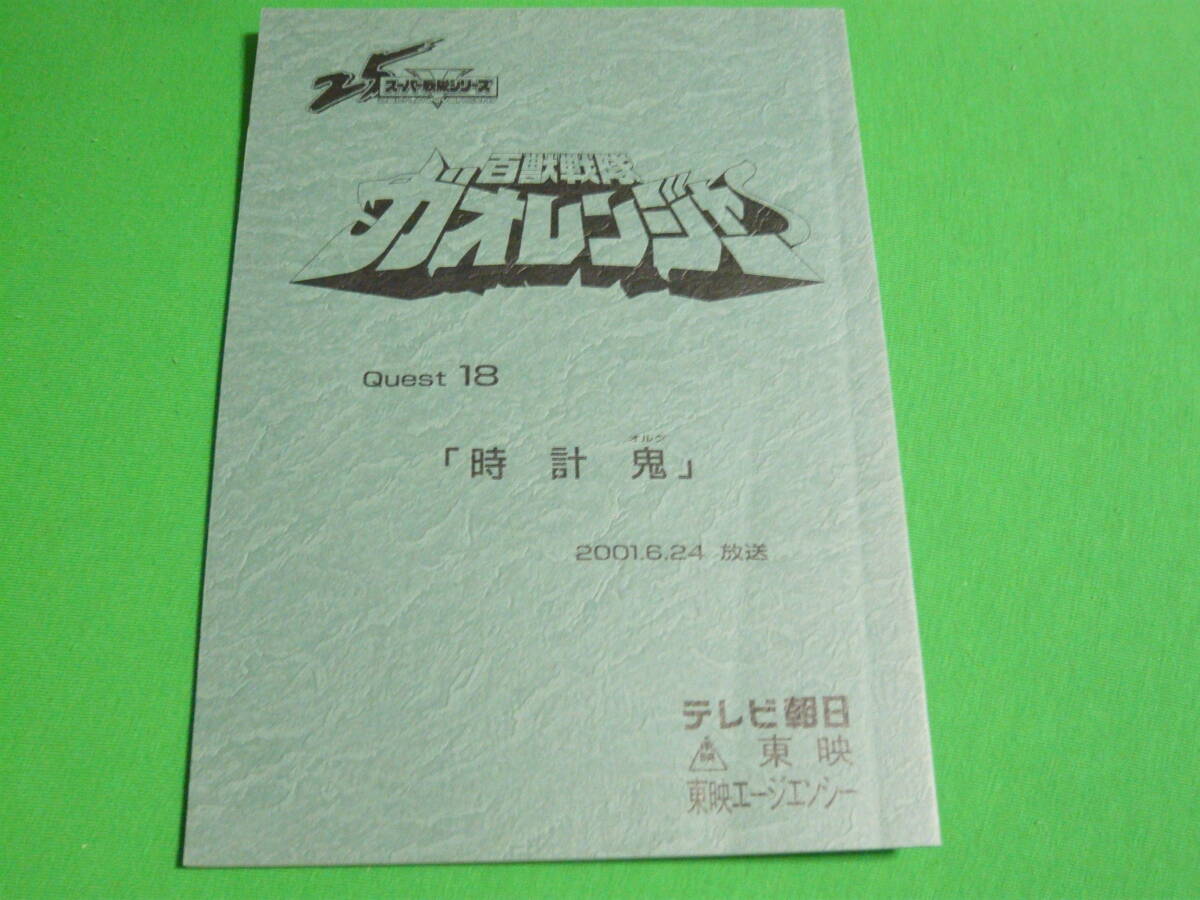 25 スーパー戦隊シリーズ
百獣戦隊
ガオレンジャー
Quest 18
オルグ
「時計鬼」
2001.6.24 放送
テレビ朝日
東映 東映
東映エージエンシー